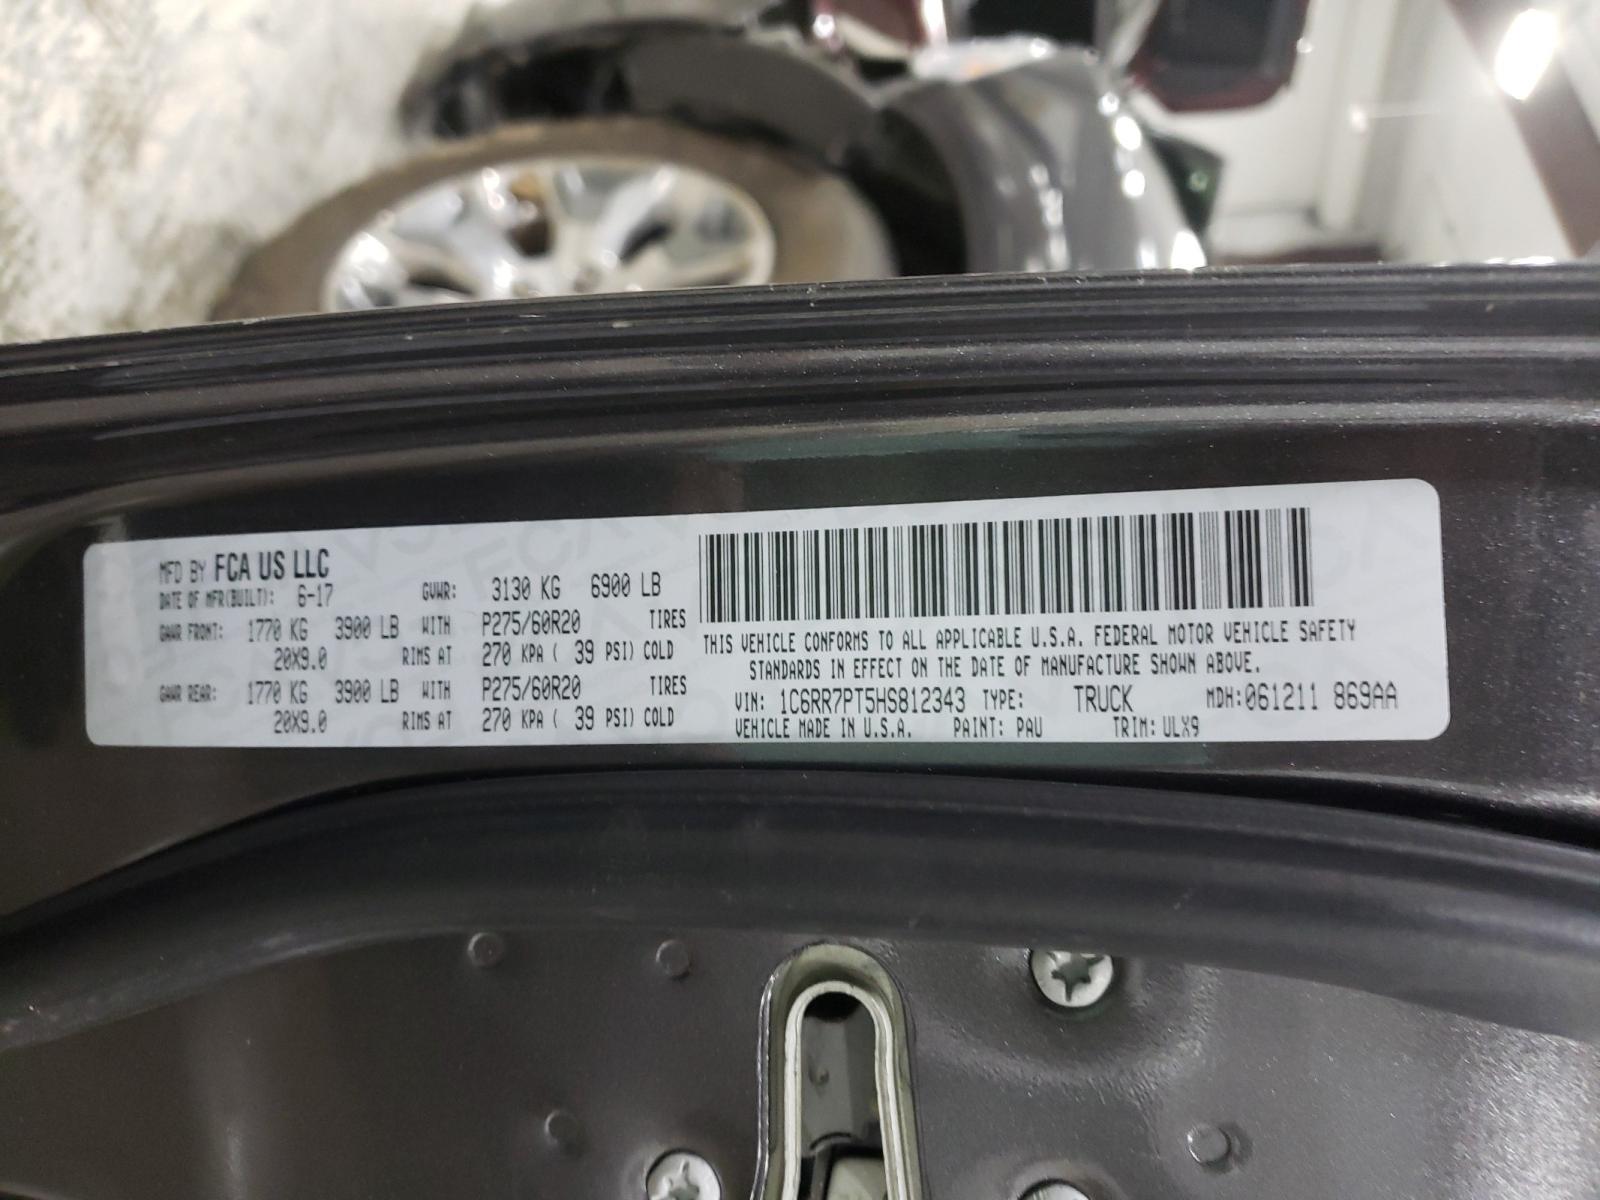 MFD BY FCA US LLC
DATE OF MFR(BUILT): 6-17 GVWR: 3130 KG 6900 LB
GAWR FRONT: 1770 KG 3900 LB WITH P275/60R20 TIRES
20X9.0 RIMS AT 270 KPA ( 39 PSI) COLD
GAWR REAR: 1770 KG 3900 LB WITH P275/60R20 TIRES
20X9.0 RIMS AT 270 KPA ( 39 PSI) COLD
THIS VEHICLE CONFORMS TO ALL APPLICABLE U.S.A. FEDERAL MOTOR VEHICLE SAFETY
STANDARDS IN EFFECT ON THE DATE OF MANUFACTURE SHOWN ABOVE.
VIN: 1C6RR7PT5HS812343 TYPE: TRUCK MDH:061211 869AA
VEHICLE MADE IN U.S.A. PAINT: PAU TRIM: ULX9